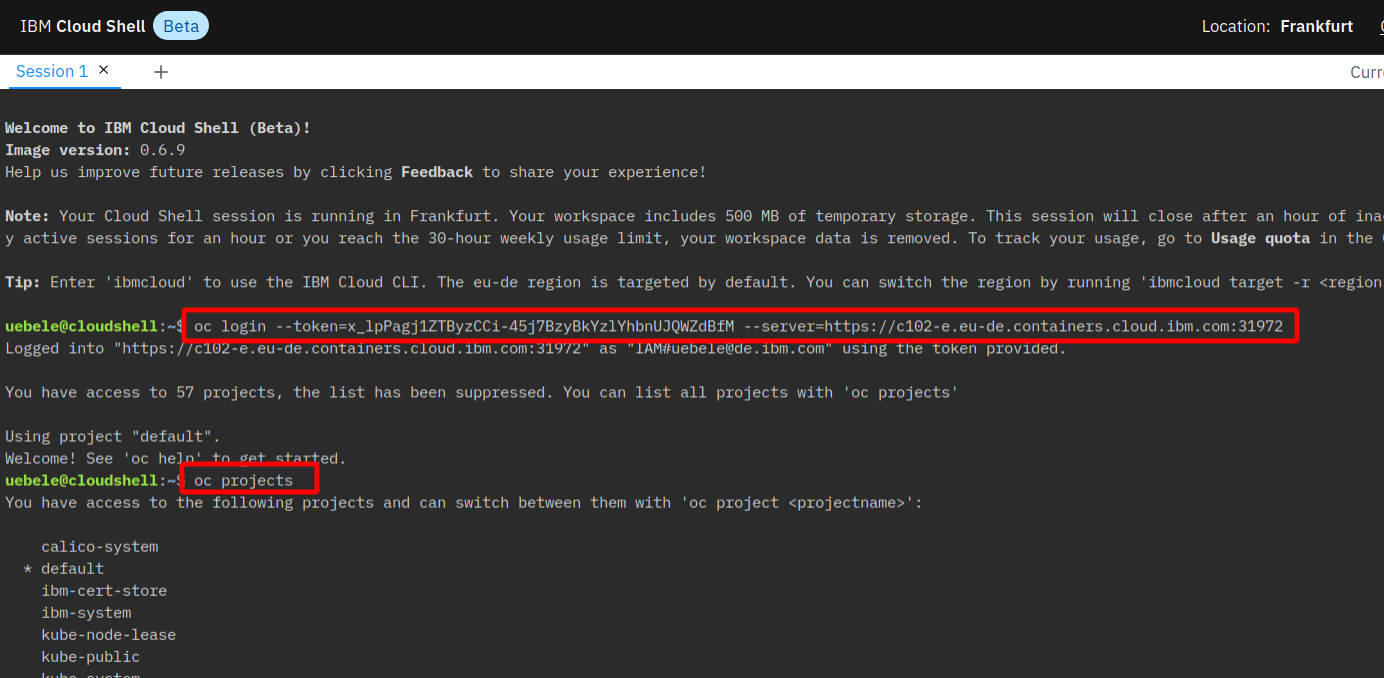 IBM Cloud Shell Beta
Location: Frankfurt
Session 1 × +
Curr
Welcome to IBM Cloud Shell (Beta)!
Image version: 0.6.9
Help us improve future releases by clicking Feedback to share your experience!
Note: Your Cloud Shell session is running in Frankfurt. Your workspace includes 500 MB of temporary storage. This session will close after an hour of ina
y active sessions for an hour or you reach the 30-hour weekly usage limit, your workspace data is removed. To track your usage, go to Usage quota in the
Tip: Enter 'ibmcloud' to use the IBM Cloud CLI. The eu-de region is targeted by default. You can switch the region by running 'ibmcloud target -r <region
uebele@cloudshell:~$ oc login --token=x_lpPagj1ZTByzCCi-45j7BzyBkYzlYhbnUJQWZdBfM --server=https://c102-e.eu-de.containers.cloud.ibm.com:31972
Logged into "https://c102-e.eu-de.containers.cloud.ibm.com:31972" as "IAM#uebele@de.ibm.com" using the token provided.
You have access to 57 projects, the list has been suppressed. You can list all projects with 'oc projects'
Using project "default".
Welcome! See 'oc help' to get started.
uebele@cloudshell:~$ oc projects
You have access to the following projects and can switch between them with 'oc project <projectname>':
calico-system
* default
ibm-cert-store
ibm-system
kube-node-lease
kube-public
kube-system